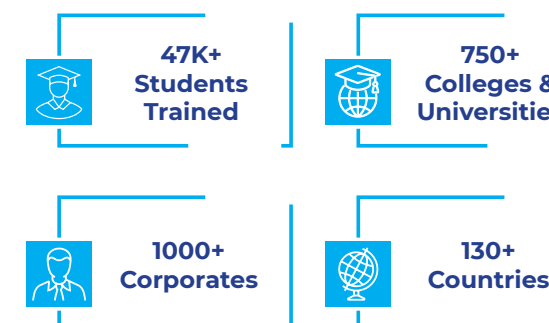 47K+
Students
Trained
750+
Colleges &
Universitie
1000+
Corporates
130+
Countries